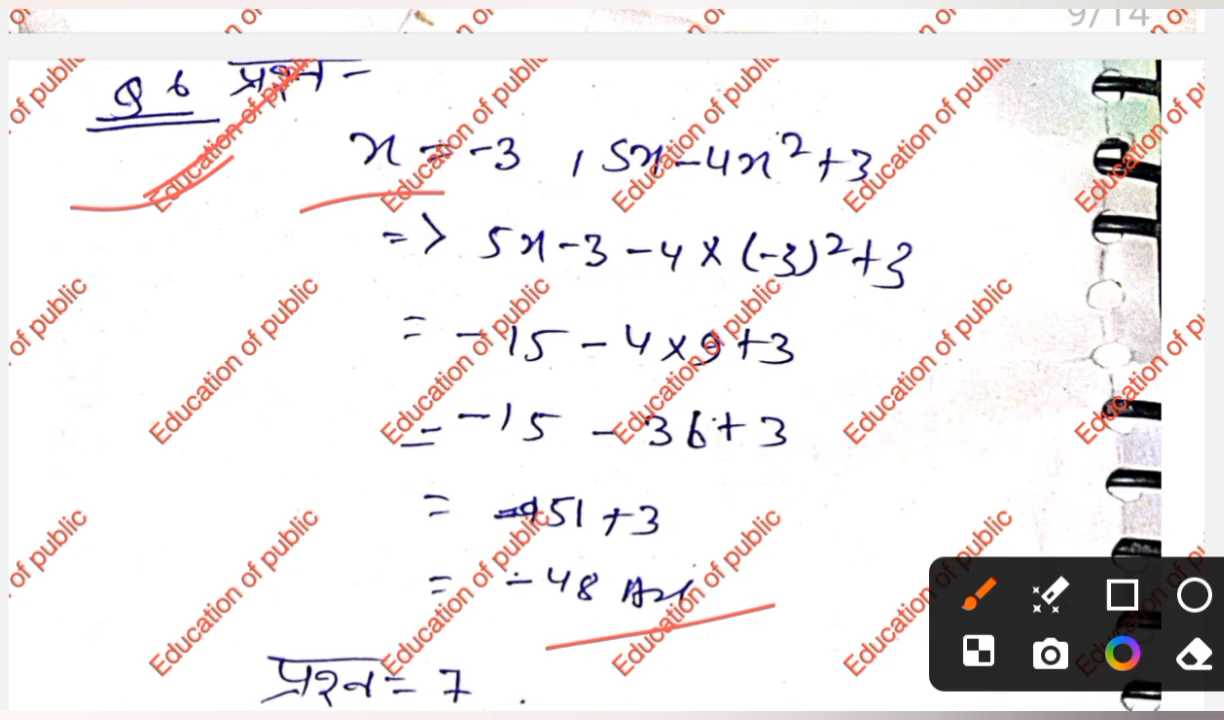 9/14
Q 6 प्रश्न -
x = -3 , 5x - 4x² + 3
=> 5x - 3 - 4 × (-3)² + 3
= -15 - 4 × 9 + 3
= -15 - 36 + 3
= -51 + 3
= -48 Ans
प्रश्न = 7 .
Education of public